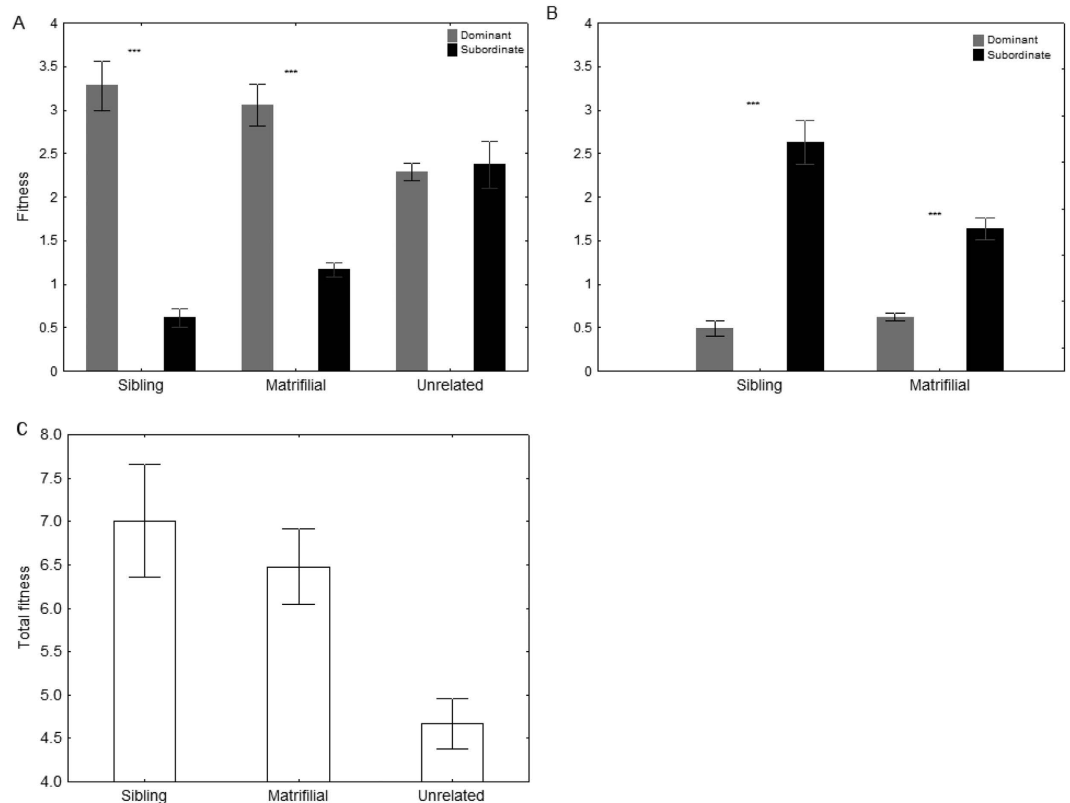 A
4
3.5
3
2.5
2
1.5
1
0.5
0
Fitness
Dominant
Subordinate
***
***
Sibling Matrifilial Unrelated
B
4
3.5
3
2.5
2
1.5
1
0.5
0
Dominant
Subordinate
***
***
Sibling Matrifilial
C
8.0
7.5
7.0
6.5
6.0
5.5
5.0
4.5
4.0
Total fitness
Sibling Matrifilial Unrelated